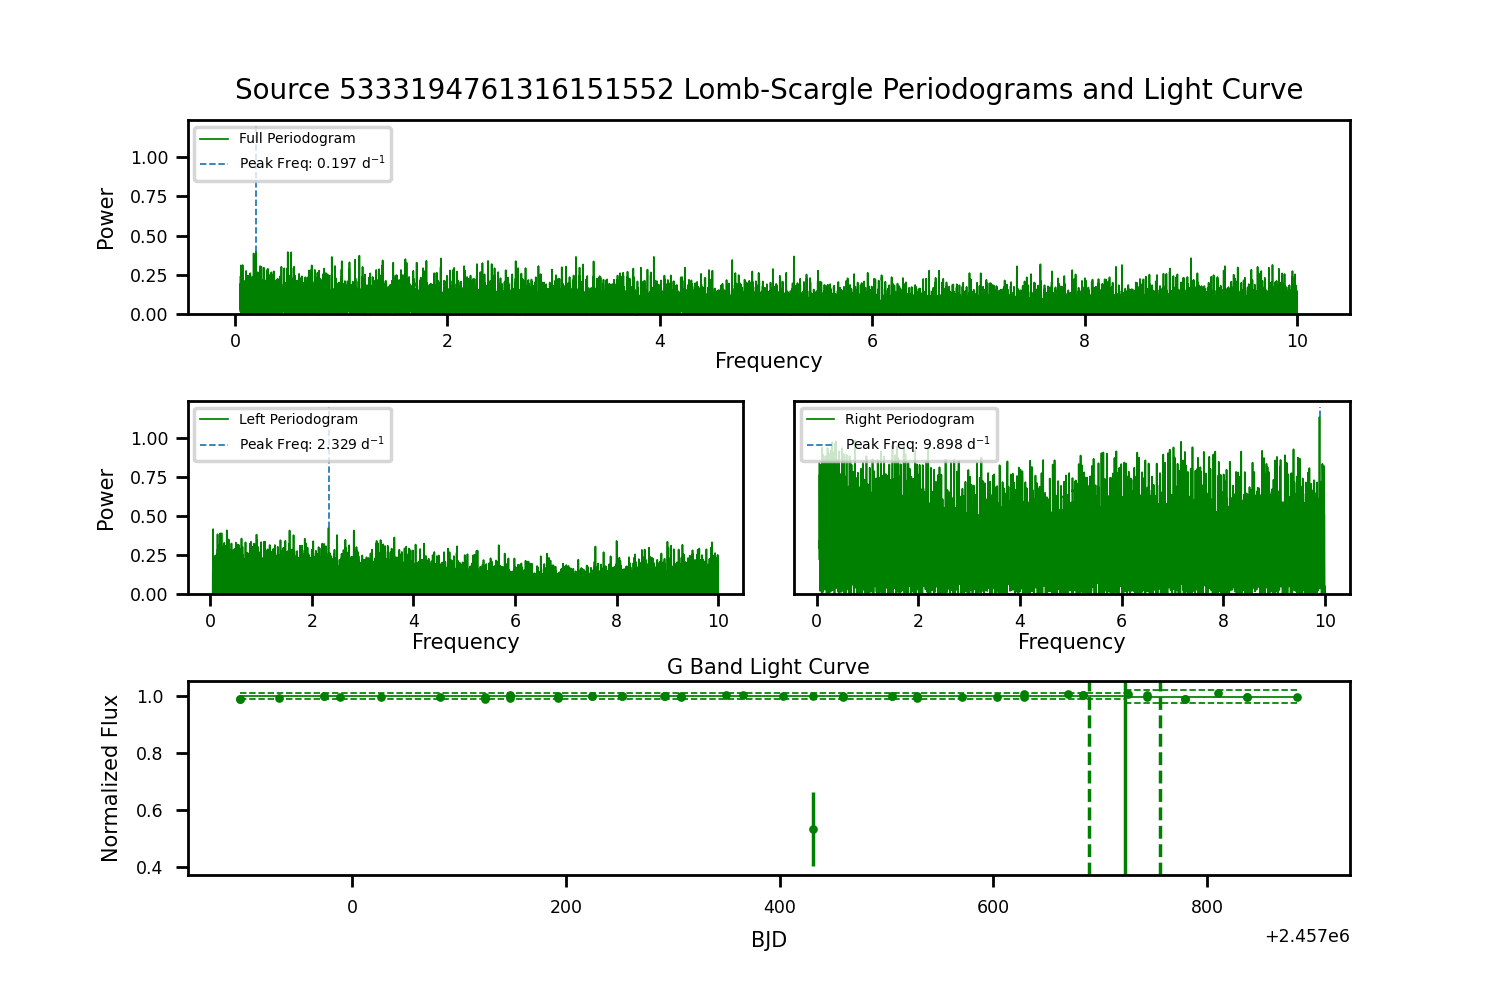 Source 5333194761316151552 Lomb-Scargle Periodograms and Light Curve
Full Periodogram
Peak Freq: 0.197 d⁻¹
1.00
0.75
0.50
0.25
0.00
Power
0 2 4 6 8 10
Frequency
Left Periodogram
Peak Freq: 2.329 d⁻¹
1.00
0.75
0.50
0.25
0.00
Power
0 2 4 6 8 10
Frequency
Right Periodogram
Peak Freq: 9.898 d⁻¹
0 2 4 6 8 10
Frequency
G Band Light Curve
1.0
0.8
0.6
0.4
Normalized Flux
0 200 400 600 800
BJD
+2.457e6